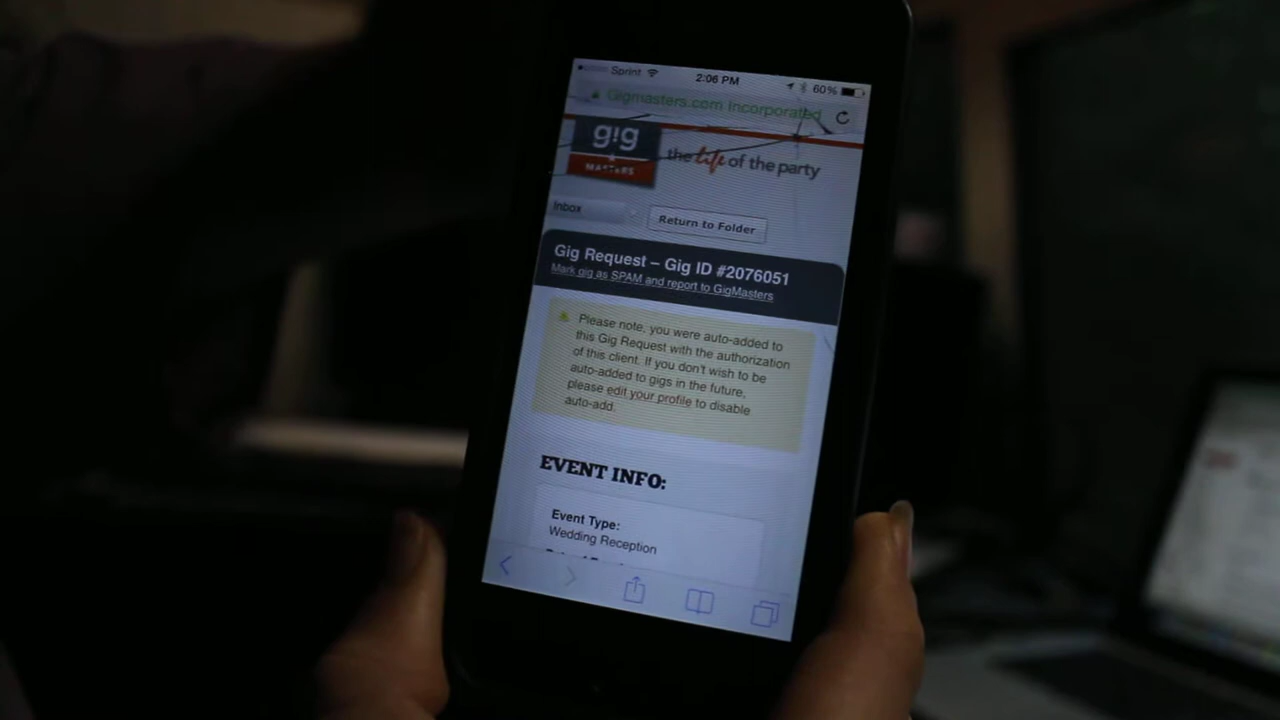 Sprint 2:06 PM 60%
Gigmasters.com Incorporated
gig
MASTERS
the life of the party
Inbox
Return to Folder
Gig Request – Gig ID #2076051
Mark gig as SPAM and report to GigMasters
Please note, you were auto-added to
this Gig Request with the authorization
of this client. If you don't wish to be
auto-added to gigs in the future,
please edit your profile to disable
auto-add.
EVENT INFO:
Event Type:
Wedding Reception